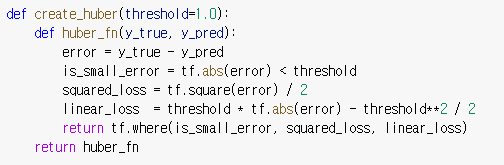 def create_huber(threshold=1.0):
    def huber_fn(y_true, y_pred):
        error = y_true - y_pred
        is_small_error = tf.abs(error) < threshold
        squared_loss = tf.square(error) / 2
        linear_loss  = threshold * tf.abs(error) - threshold**2 / 2
        return tf.where(is_small_error, squared_loss, linear_loss)
    return huber_fn